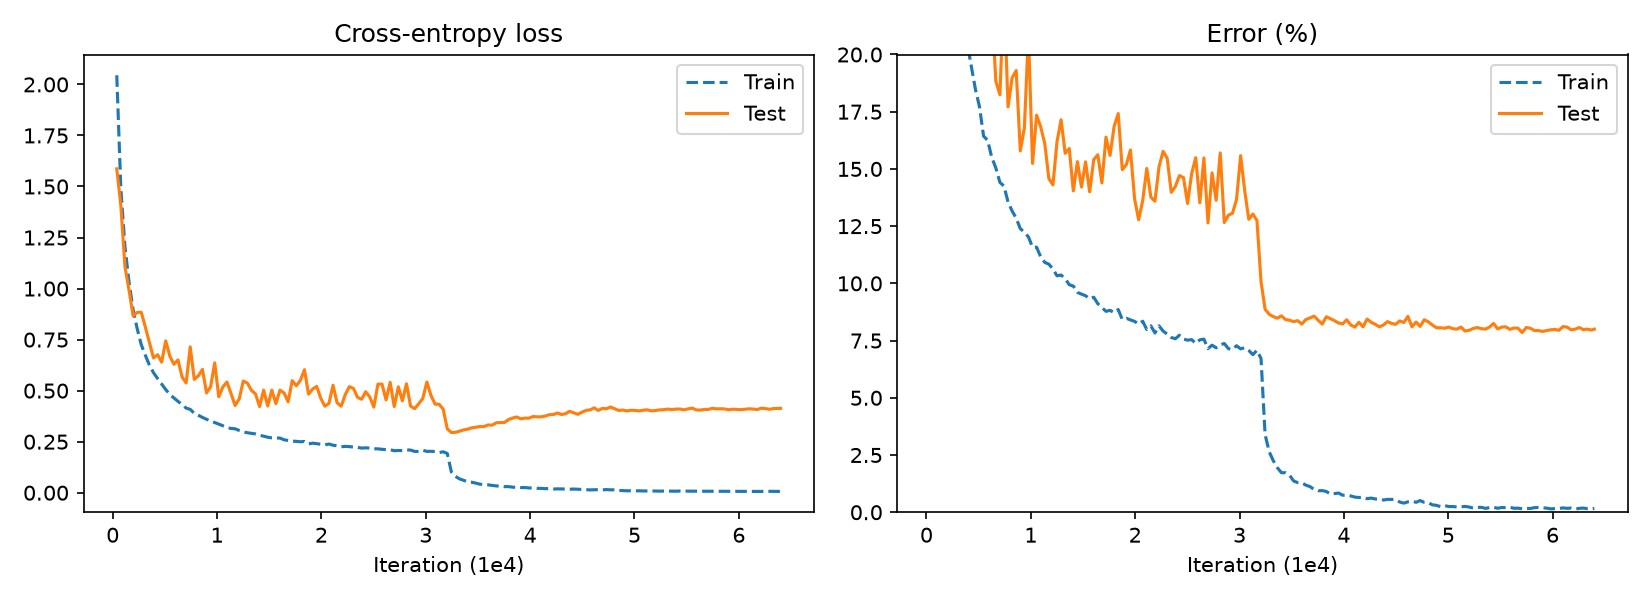 Cross-entropy loss
2.00
1.75
1.50
1.25
1.00
0.75
0.50
0.25
0.00
Train
Test
0 1 2 3 4 5 6
Iteration (1e4)
Error (%)
20.0
17.5
15.0
12.5
10.0
7.5
5.0
2.5
0.0
Train
Test
0 1 2 3 4 5 6
Iteration (1e4)